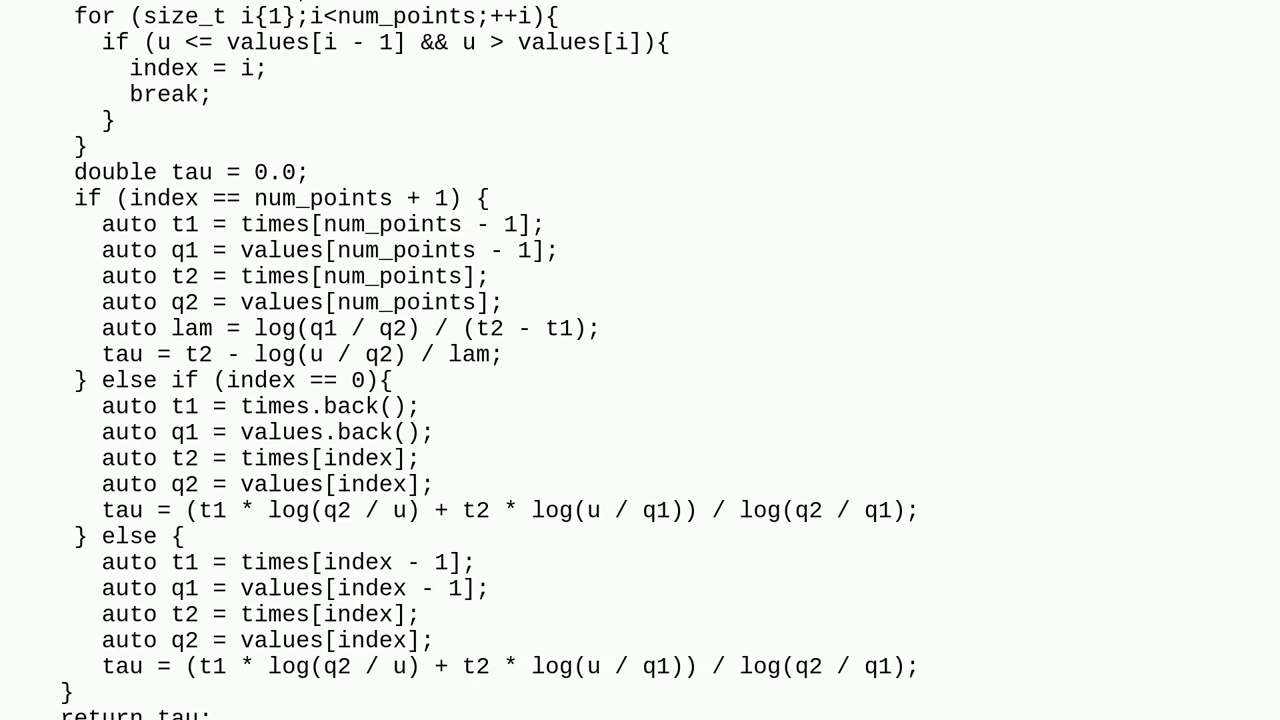 for (size_t i{1};i<num_points;++i){
if (u <= values[i - 1] && u > values[i]){
index = i;
break;
}
}
double tau = 0.0;
if (index == num_points + 1) {
auto t1 = times[num_points - 1];
auto q1 = values[num_points - 1];
auto t2 = times[num_points];
auto q2 = values[num_points];
auto lam = log(q1 / q2) / (t2 - t1);
tau = t2 - log(u / q2) / lam;
} else if (index == 0){
auto t1 = times.back();
auto q1 = values.back();
auto t2 = times[index];
auto q2 = values[index];
tau = (t1 * log(q2 / u) + t2 * log(u / q1)) / log(q2 / q1);
} else {
auto t1 = times[index - 1];
auto q1 = values[index - 1];
auto t2 = times[index];
auto q2 = values[index];
tau = (t1 * log(q2 / u) + t2 * log(u / q1)) / log(q2 / q1);
}
return tau;